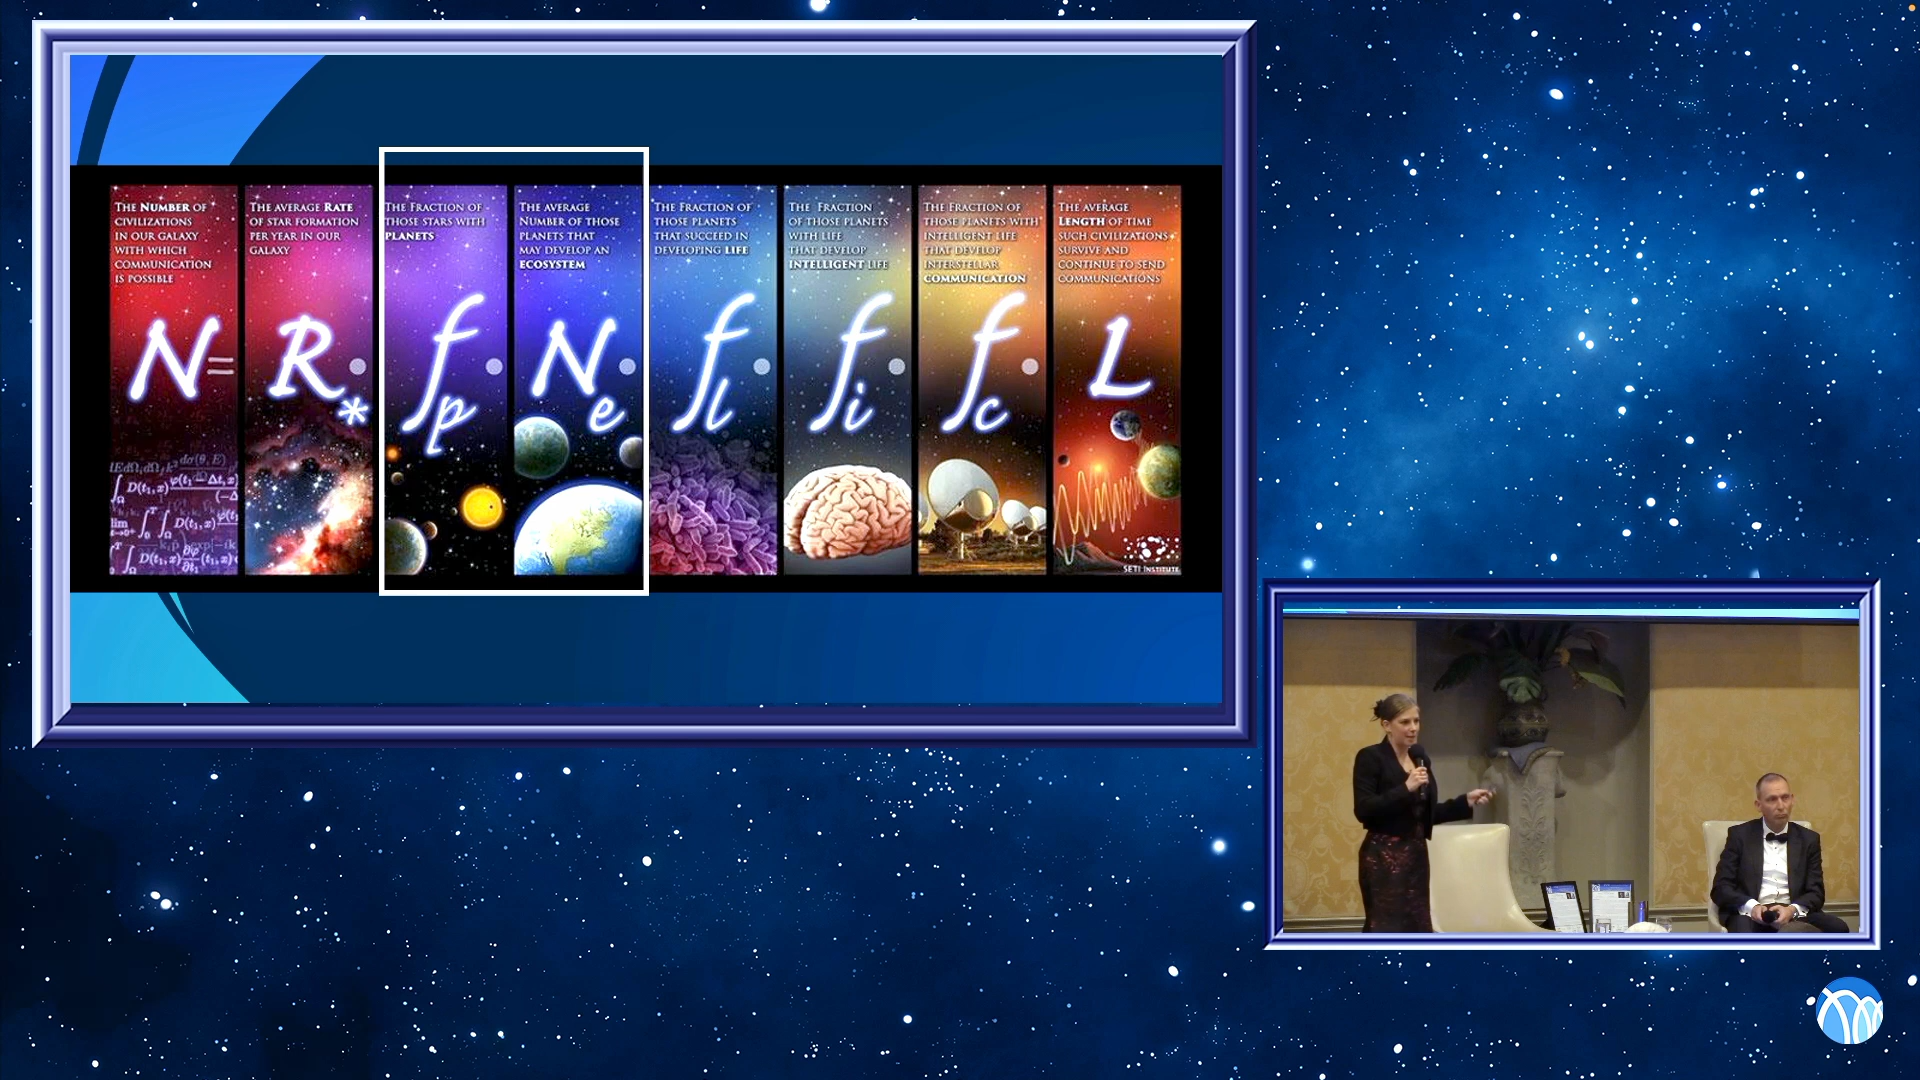 THE NUMBER OF
CIVILIZATIONS
IN OUR GALAXY
WITH WHICH
COMMUNICATION
IS POSSIBLE
N=
THE AVERAGE RATE
OF STAR FORMATION
PER YEAR IN OUR
GALAXY
R*
THE FRACTION OF
THOSE STARS WITH
PLANETS
fp
THE AVERAGE
NUMBER OF THOSE
PLANETS THAT
MAY DEVELOP AN
ECOSYSTEM
Ne
THE FRACTION OF
THOSE PLANETS
THAT SUCCEED IN
DEVELOPING LIFE
fl
THE FRACTION
OF THOSE PLANETS
WITH LIFE
THAT DEVELOP
INTELLIGENT LIFE
fi
THE FRACTION OF
THOSE PLANETS WITH
INTELLIGENT LIFE
THAT DEVELOP
INTERSTELLAR
COMMUNICATION
fc
THE AVERAGE
LENGTH OF TIME
SUCH CIVILIZATIONS
SURVIVE AND
CONTINUE TO SEND
COMMUNICATIONS
L
SETI INSTITUTE